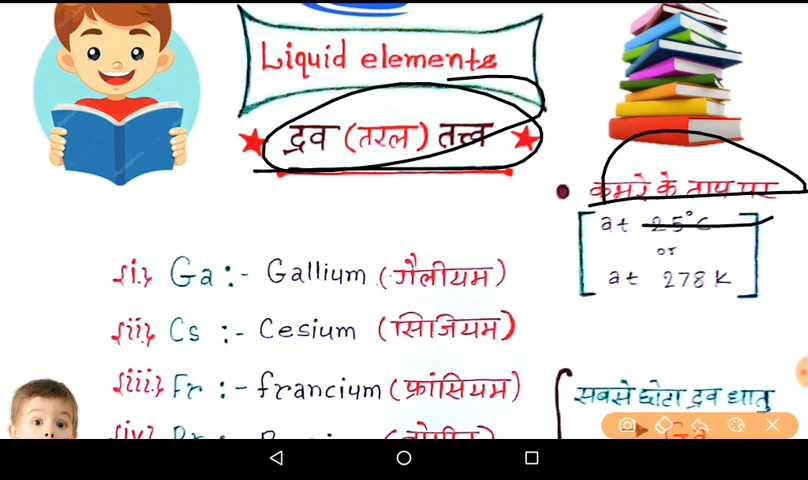 Liquid elements
द्रव (तरल) तत्त्व
कमरे के ताप पर
at 25°C
or
at 278 K
{i.} Ga :- Gallium (गैलीयम)
{ii} Cs :- Cesium (सिजियम)
{iii.} Fr :- francium (फ्रांसियम)
{iv}
सबसे छोटा द्रव धातु